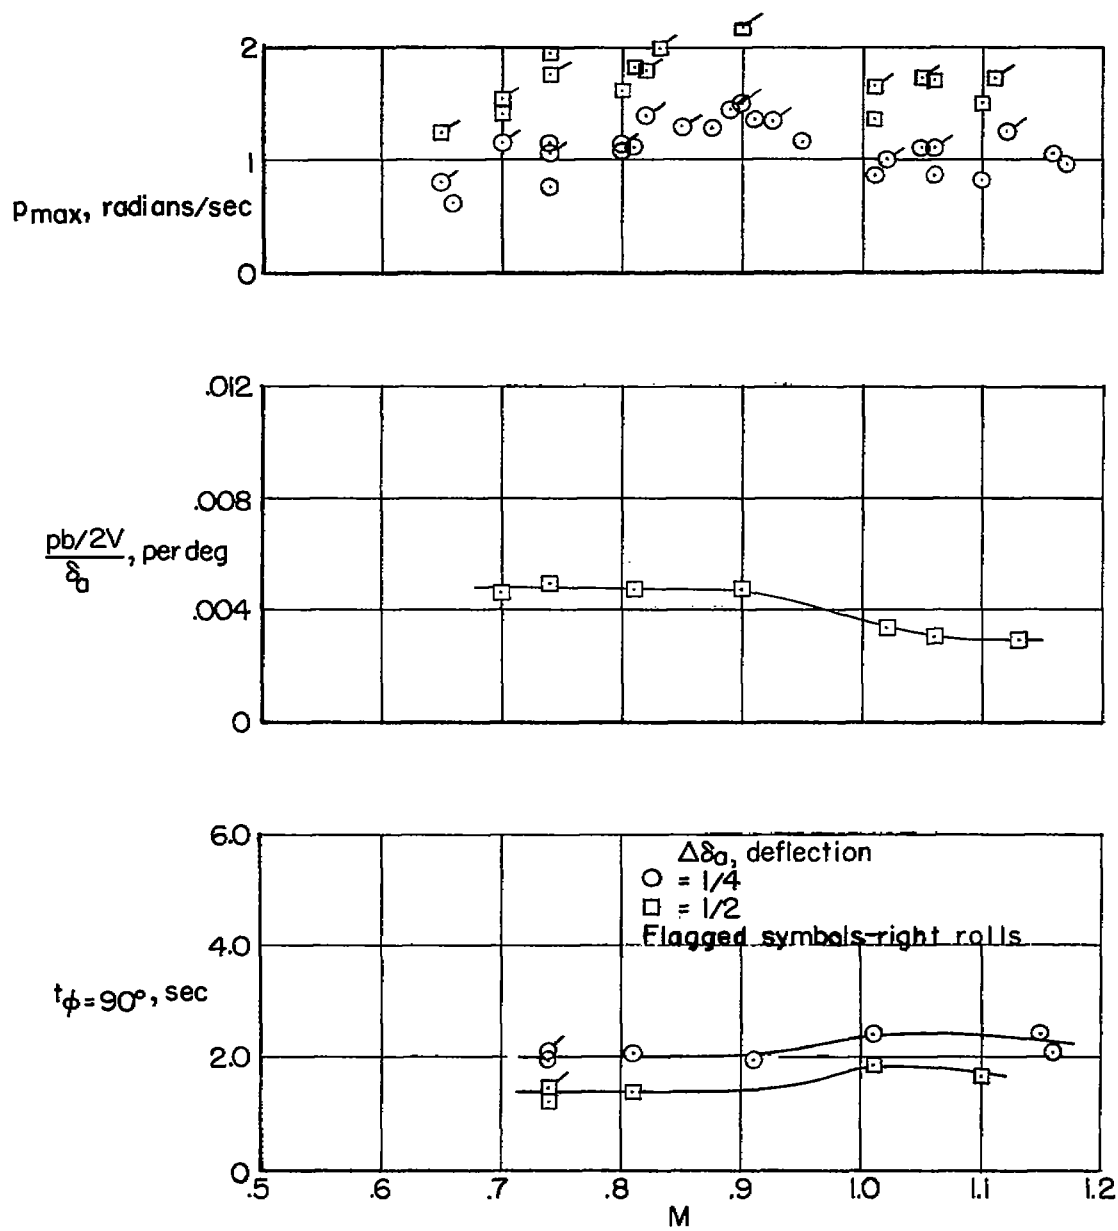 2
1
p max, radians/sec
0
.012
.008
pb/2V
δa
, per deg
.004
0
6.0
Δδa, deflection
= 1/4
= 1/2
Flagged symbols-right rolls
4.0
tϕ=90°, sec
2.0
0
.5 .6 .7 .8 .9 1.0 1.1 1.2
M